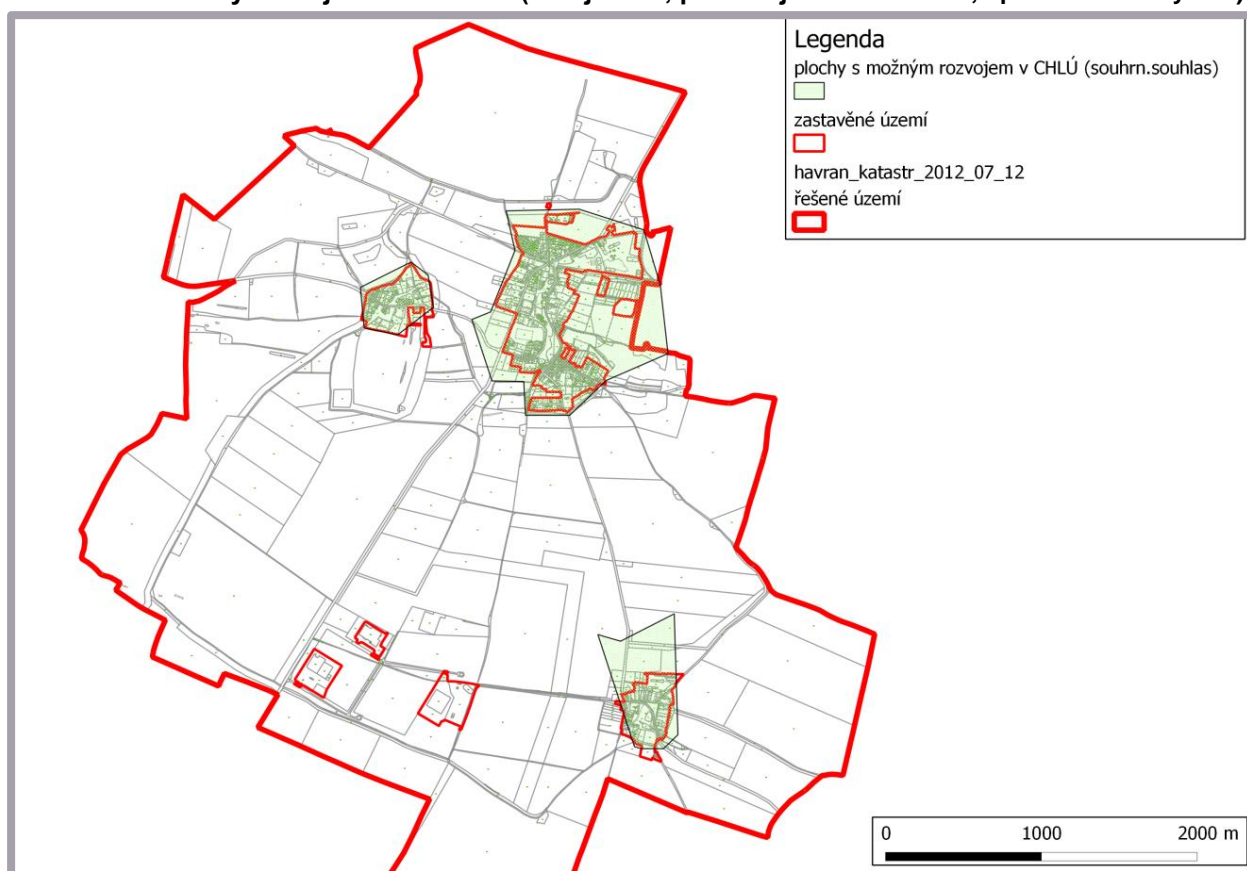 Legenda
plochy s možným rozvojem v CHLÚ (souhrn.souhlas)
zastavěné území
havran_katastr_2012_07_12
řešené území
0 1000 2000 m